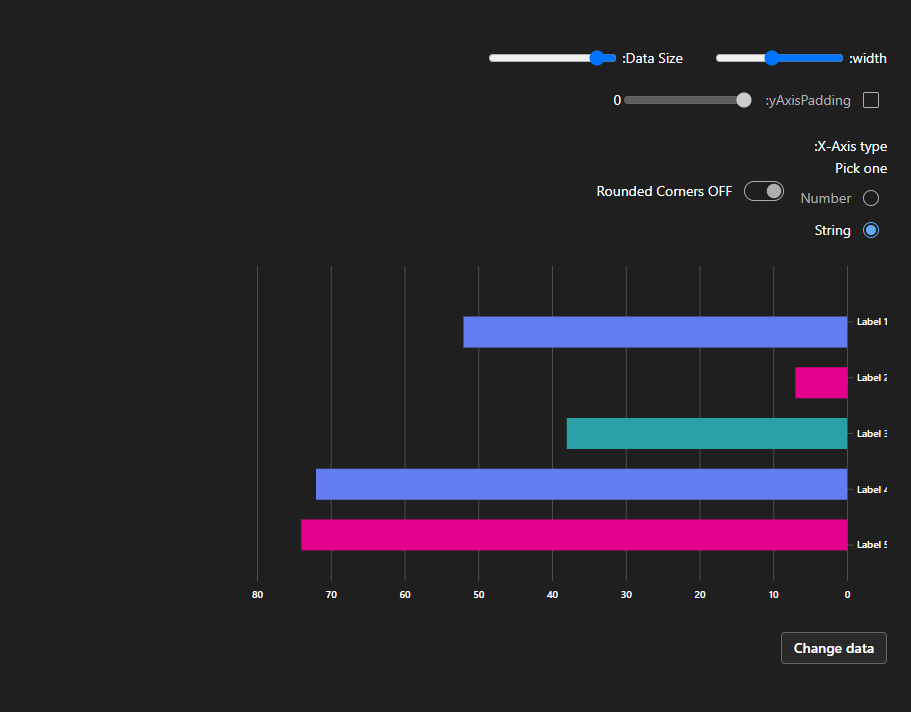 :width
:Data Size
:yAxisPadding
0
:X-Axis type
Pick one
Number
Rounded Corners OFF
String
Label 1
Label 2
Label 3
Label 4
Label 5
80 70 60 50 40 30 20 10 0
Change data